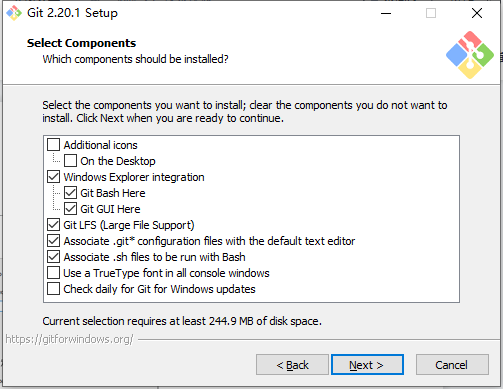 Git 2.20.1 Setup
Select Components
Which components should be installed?
Select the components you want to install; clear the components you do not want to
install. Click Next when you are ready to continue.
Additional icons
On the Desktop
Windows Explorer integration
Git Bash Here
Git GUI Here
Git LFS (Large File Support)
Associate .git* configuration files with the default text editor
Associate .sh files to be run with Bash
Use a TrueType font in all console windows
Check daily for Git for Windows updates
Current selection requires at least 244.9 MB of disk space.
https://gitforwindows.org/
< Back
Next >
Cancel